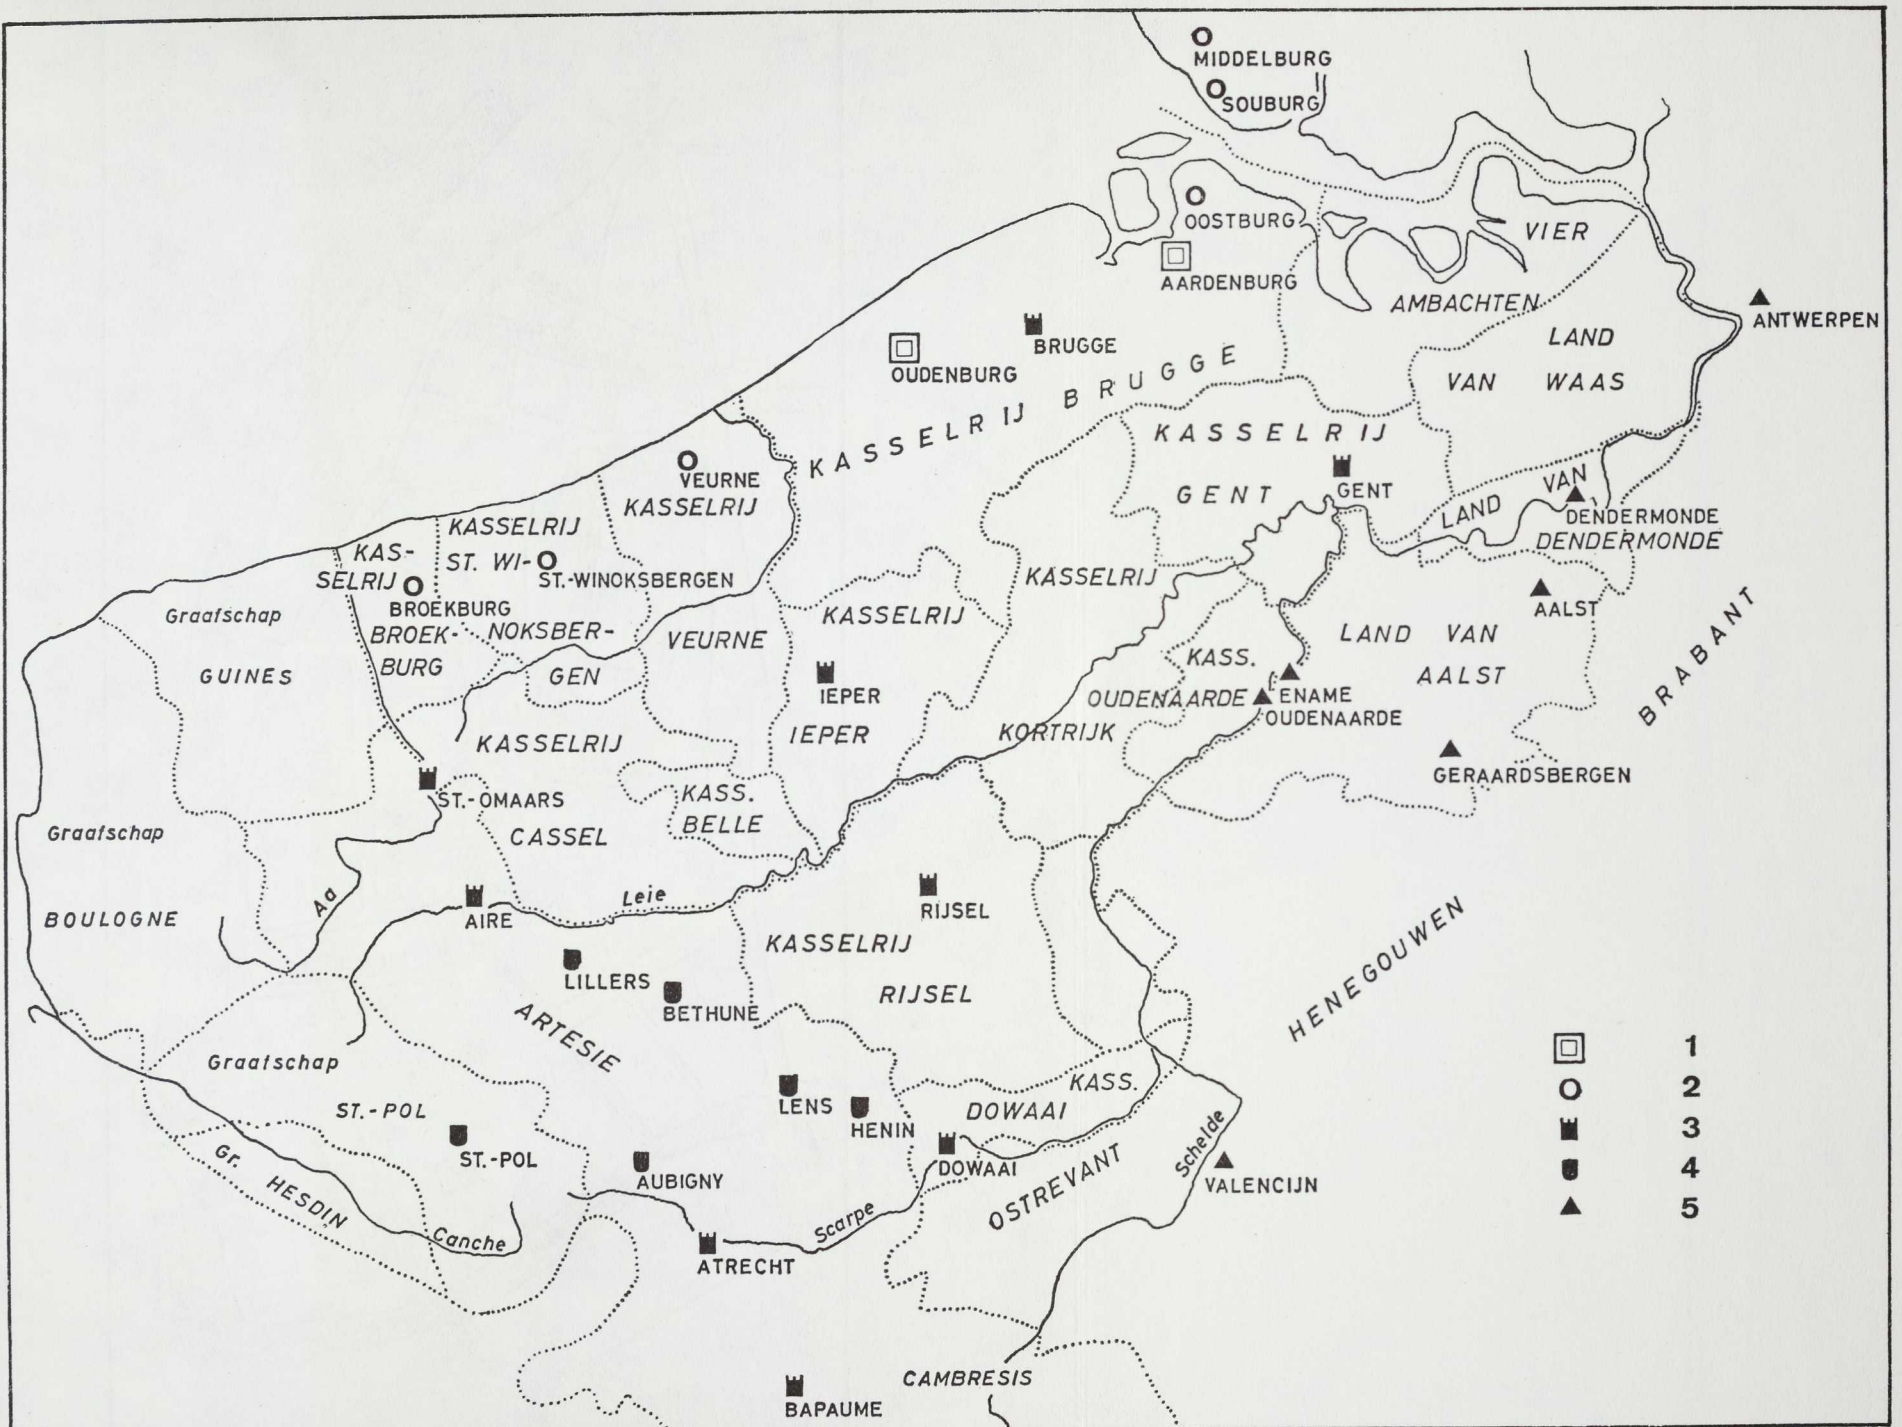 MIDDELBURG
SOUBURG
OOSTBURG
VIER
AARDENBURG
AMBACHTEN
ANTWERPEN
LAND
BRUGGE
OUDENBURG
VAN WAAS
KASSELRIJ BRUGGE
KASSELRIJ
GENT
GENT
VEURNE
KASSELRIJ
LAND VAN
DENDERMONDE
DENDERMONDE
KASSELRIJ
ST. WI-
ST.-WINOKSBERGEN
NOKSBER-
GEN
KAS-
SELRIJ
BROEKBURG
BROEK-
BURG
VEURNE
KASSELRIJ
IEPER
IEPER
KASSELRIJ
KORTRIJK
KASS.
OUDENAARDE
ENAME
OUDENAARDE
AALST
LAND VAN
AALST
GERAARDSBERGEN
BRABANT
Graafschap
GUINES
KASSELRIJ
CASSEL
KASS.
BELLE
ST.-OMAARS
Graafschap
BOULOGNE
Aa
AIRE
Leie
RIJSEL
KASSELRIJ
RIJSEL
LILLERS
BETHUNE
ARTESIE
HENEGOUWEN
Graafschap
ST.-POL
ST.-POL
LENS
HENIN
KASS.
DOWAAI
DOWAAI
OSTREVANT
Schelde
VALENCIJN
Gr.
HESDIN
Canche
AUBIGNY
Scarpe
ATRECHT
CAMBRESIS
BAPAUME
1
2
3
4
5